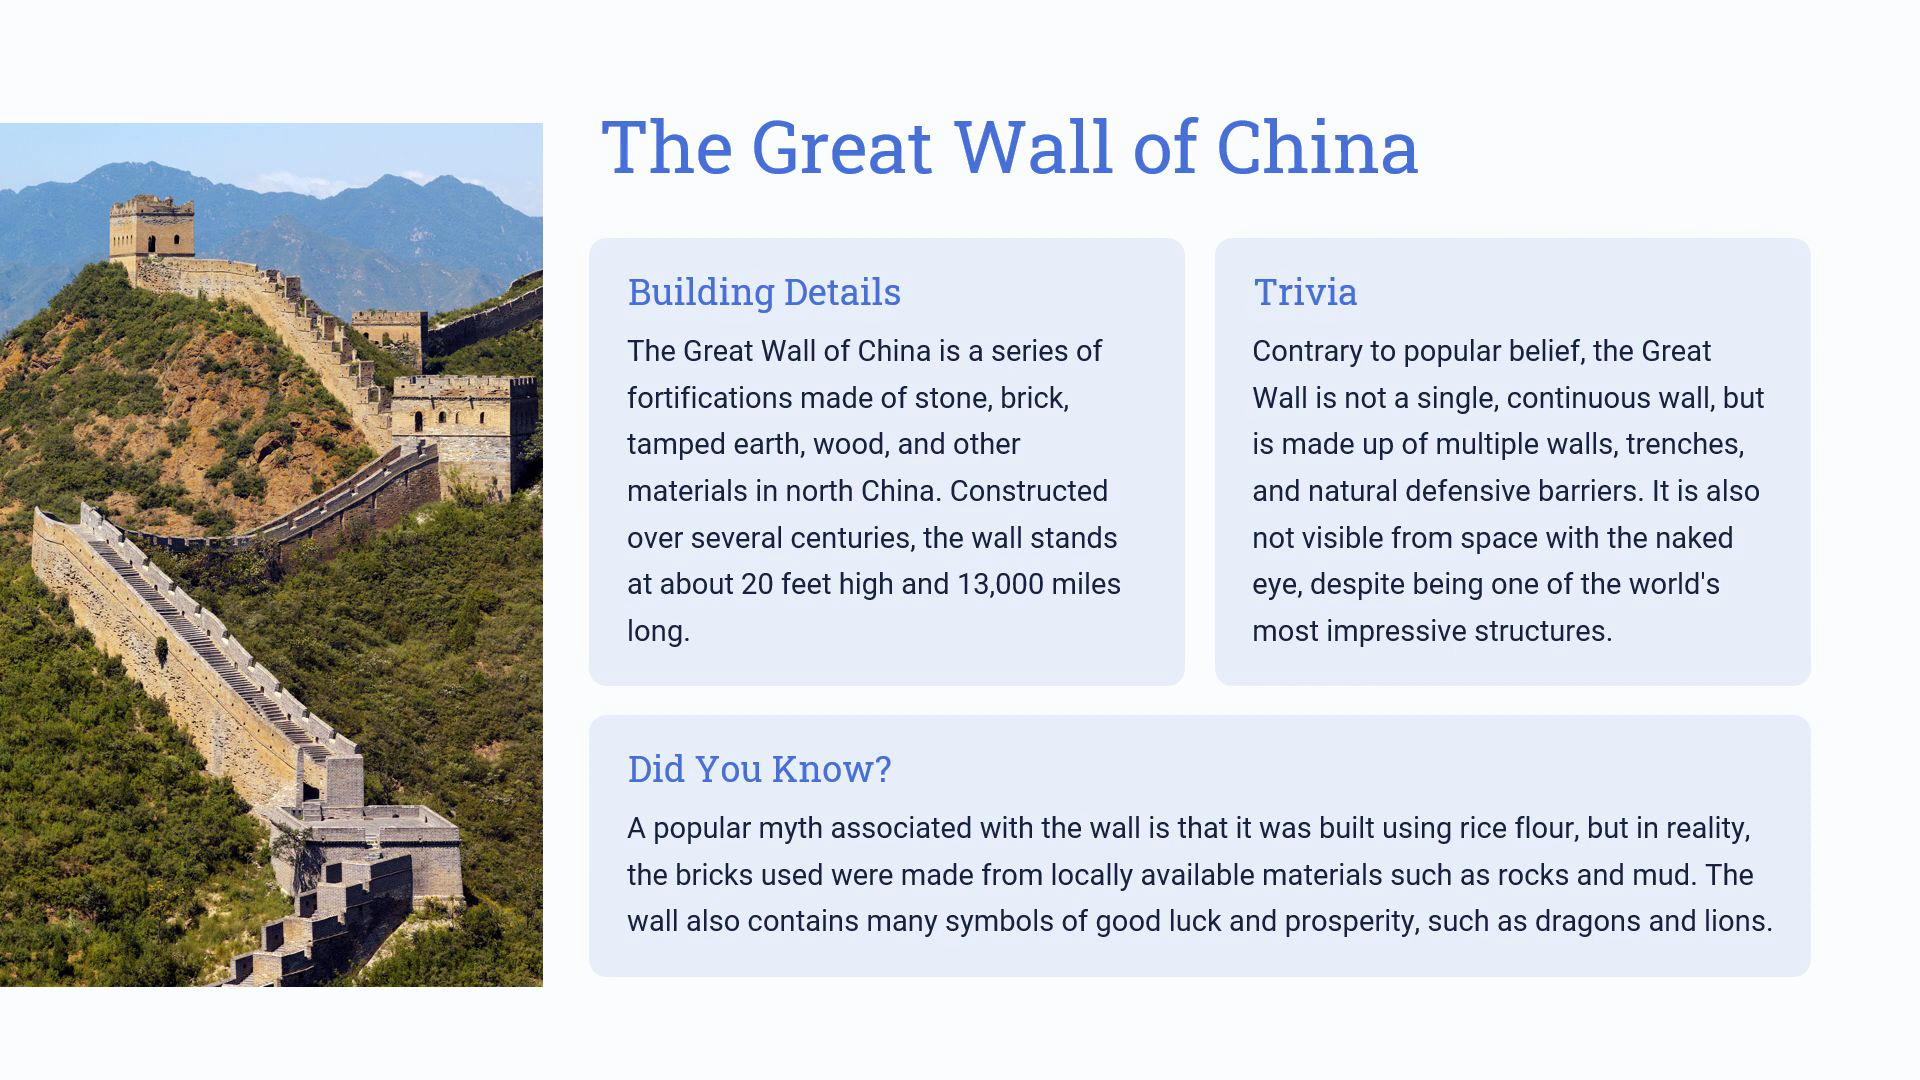 The Great Wall of China
Building Details
The Great Wall of China is a series of
fortifications made of stone, brick,
tamped earth, wood, and other
materials in north China. Constructed
over several centuries, the wall stands
at about 20 feet high and 13,000 miles
long.
Trivia
Contrary to popular belief, the Great
Wall is not a single, continuous wall, but
is made up of multiple walls, trenches,
and natural defensive barriers. It is also
not visible from space with the naked
eye, despite being one of the world's
most impressive structures.
Did You Know?
A popular myth associated with the wall is that it was built using rice flour, but in reality,
the bricks used were made from locally available materials such as rocks and mud. The
wall also contains many symbols of good luck and prosperity, such as dragons and lions.